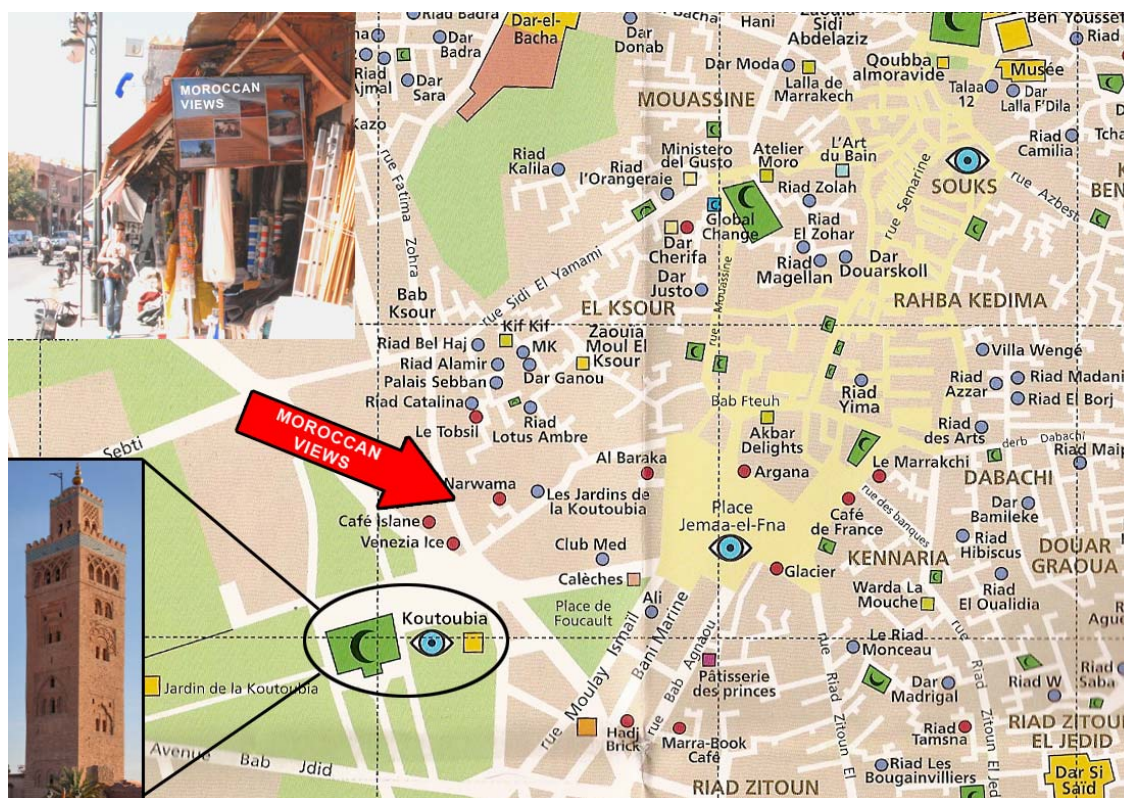 MOROCCAN
VIEWS
Riad Badra
Dar
Badra
Riad
Ajmal
Dar
Sara
Kazo
Dar-el-
Bacha
Dar
Donab
Bacha
Hani
Zaouïa
Sidi
Abdelaziz
Dar Moda
Lalla de
Marrakech
Qoubba
almoravide
Ben Youssef
Riad
Musée
Talaa
12
Dar
Lalla F'Dila
Riad
Camilia
MOUASSINE
Riad
Kalila
Ministero
del Gusto
Riad
l'Orangeraie
Atelier
Moro
L'Art
du Bain
Riad Zolah
SOUKS
rue Azbest
rue Semarine
Global
Change
Riad
El Zohar
Dar
Cherifa
Riad
Magellan
Dar
Douarskoll
Dar
Justo
rue Fatima
Zohra
rue Sidi El Yamami
rue Mouassine
Bab
Ksour
EL KSOUR
RAHBA KEDIMA
Kif Kif
MK
Zaouïa
Moul El
Ksour
Riad Bel Haj
Riad Alamir
Dar Ganou
Palais Sebban
Riad Catalina
Le Tobsil
Riad
Lotus Ambre
Villa Wenge
Riad
Azzar
Riad Madani
Riad El Borj
Riad
Yima
Bab Fteuh
Akbar
Delights
Riad
des Arts
derb Dabachi
DABACHI
MOROCCAN
VIEWS
Sebti
Al Baraka
Argana
Le Marrakchi
Narwama
Les Jardins de
la Koutoubia
Café Islane
Venezia Ice
Place
Jemaa-el-Fna
Café
de France
rue des banques
Dar
Bamileke
Riad
Hibiscus
DOUAR
GRAOUA
KENNARIA
Club Med
Calèches
Glacier
Warda La
Mouche
Riad
El Oualidia
Place de
Foucault
Ali
Koutoubia
rue Moulay Ismaïl
Bani Marine
rue Bab Agnaou
Pâtisserie
des princes
Le Riad
Monceau
Dar
Madrigal
Riad W
Riad
Saba
Jardin de la Koutoubia
rue Riad Zitoun El
rue Riad Zitoun El Jed
Hadj
Brick
Marra-Book
Café
Riad
Tamsna
RIAD ZITOUN
EL JEDID
Avenue Bab Jdid
RIAD ZITOUN
Riad Les
Bougainvilliers
Dar Si
Saïd